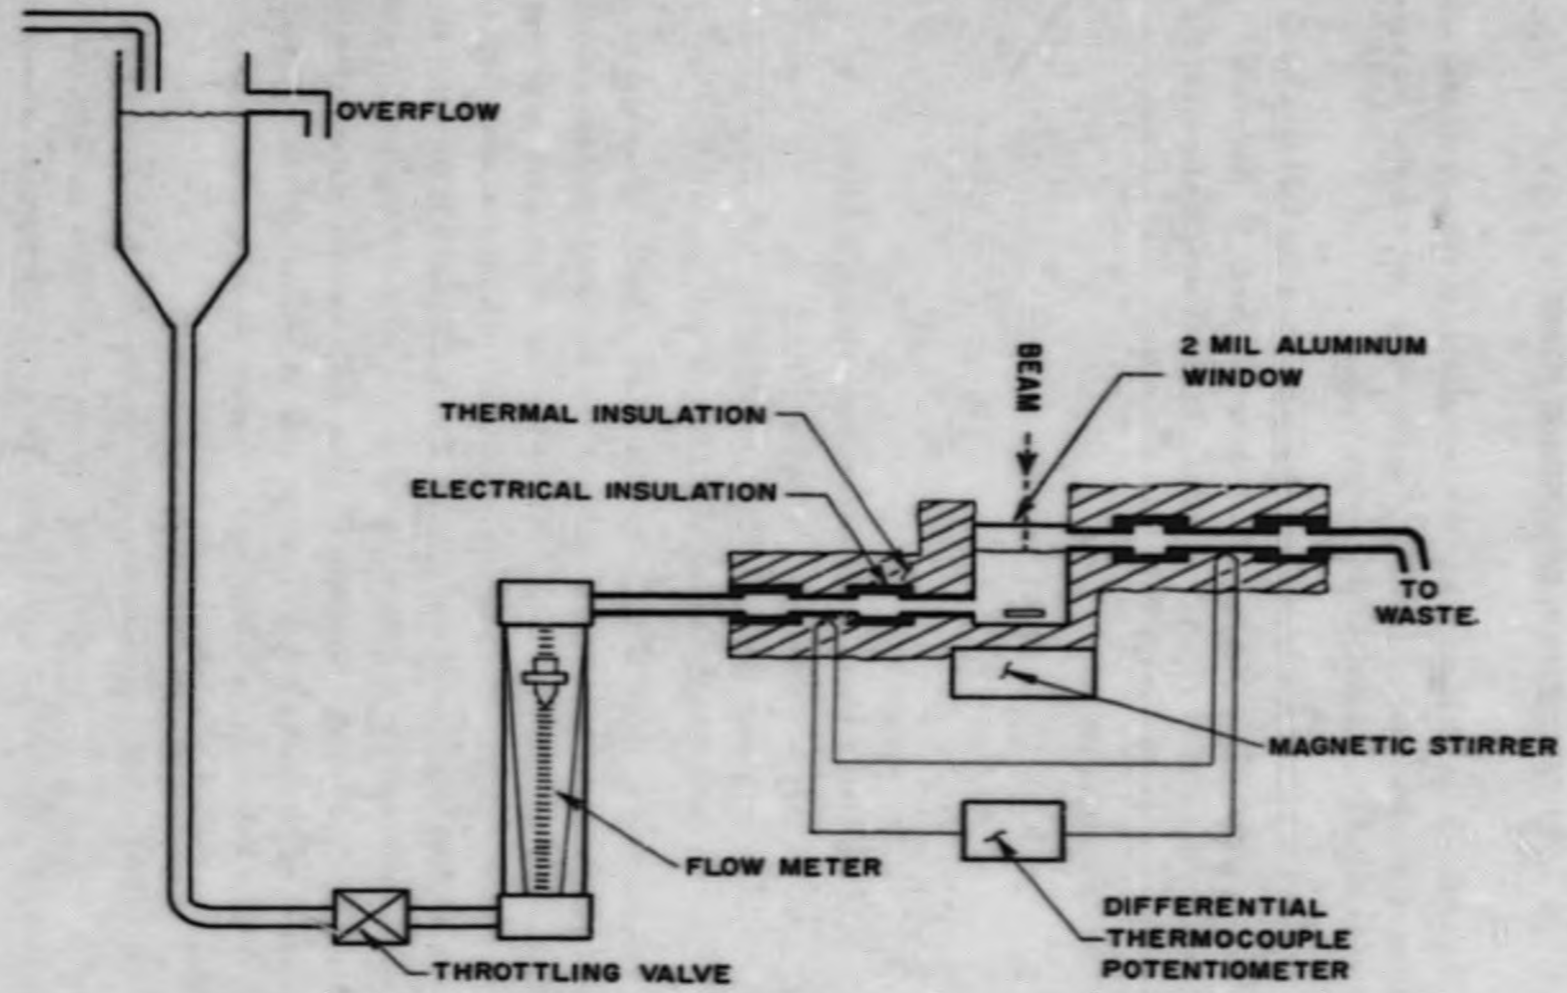 OVERFLOW
BEAM
2 MIL ALUMINUM
WINDOW
THERMAL INSULATION
ELECTRICAL INSULATION
TO
WASTE.
MAGNETIC STIRRER
FLOW METER
DIFFERENTIAL
THERMOCOUPLE
POTENTIOMETER
THROTTLING VALVE